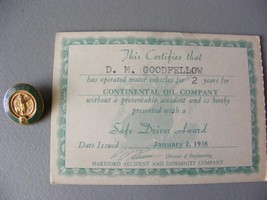 This Certifies that
D. M. GOODFELLOW
has operated motor vehicles for 2 years for
CONTINENTAL OIL COMPANY
without a preventable accident and is hereby
presented with a
Safe Driver Award
Date Issued January 2, 1936
Director of Engineering
HARTFORD ACCIDENT AND INDEMNITY COMPANY